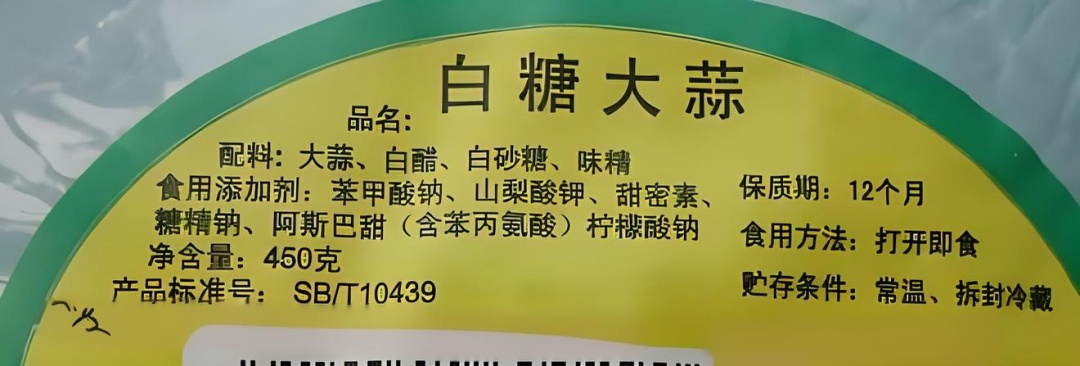 白糖大蒜
品名:
配料：大蒜、白醋、白砂糖、味精
食用添加剂：苯甲酸钠、山梨酸钾、甜密素、
糖精钠、阿斯巴甜（含苯丙氨酸）柠檬酸钠
净含量：450克
产品标准号： SB/T10439
保质期：12个月
食用方法：打开即食
贮存条件：常温、拆封冷藏